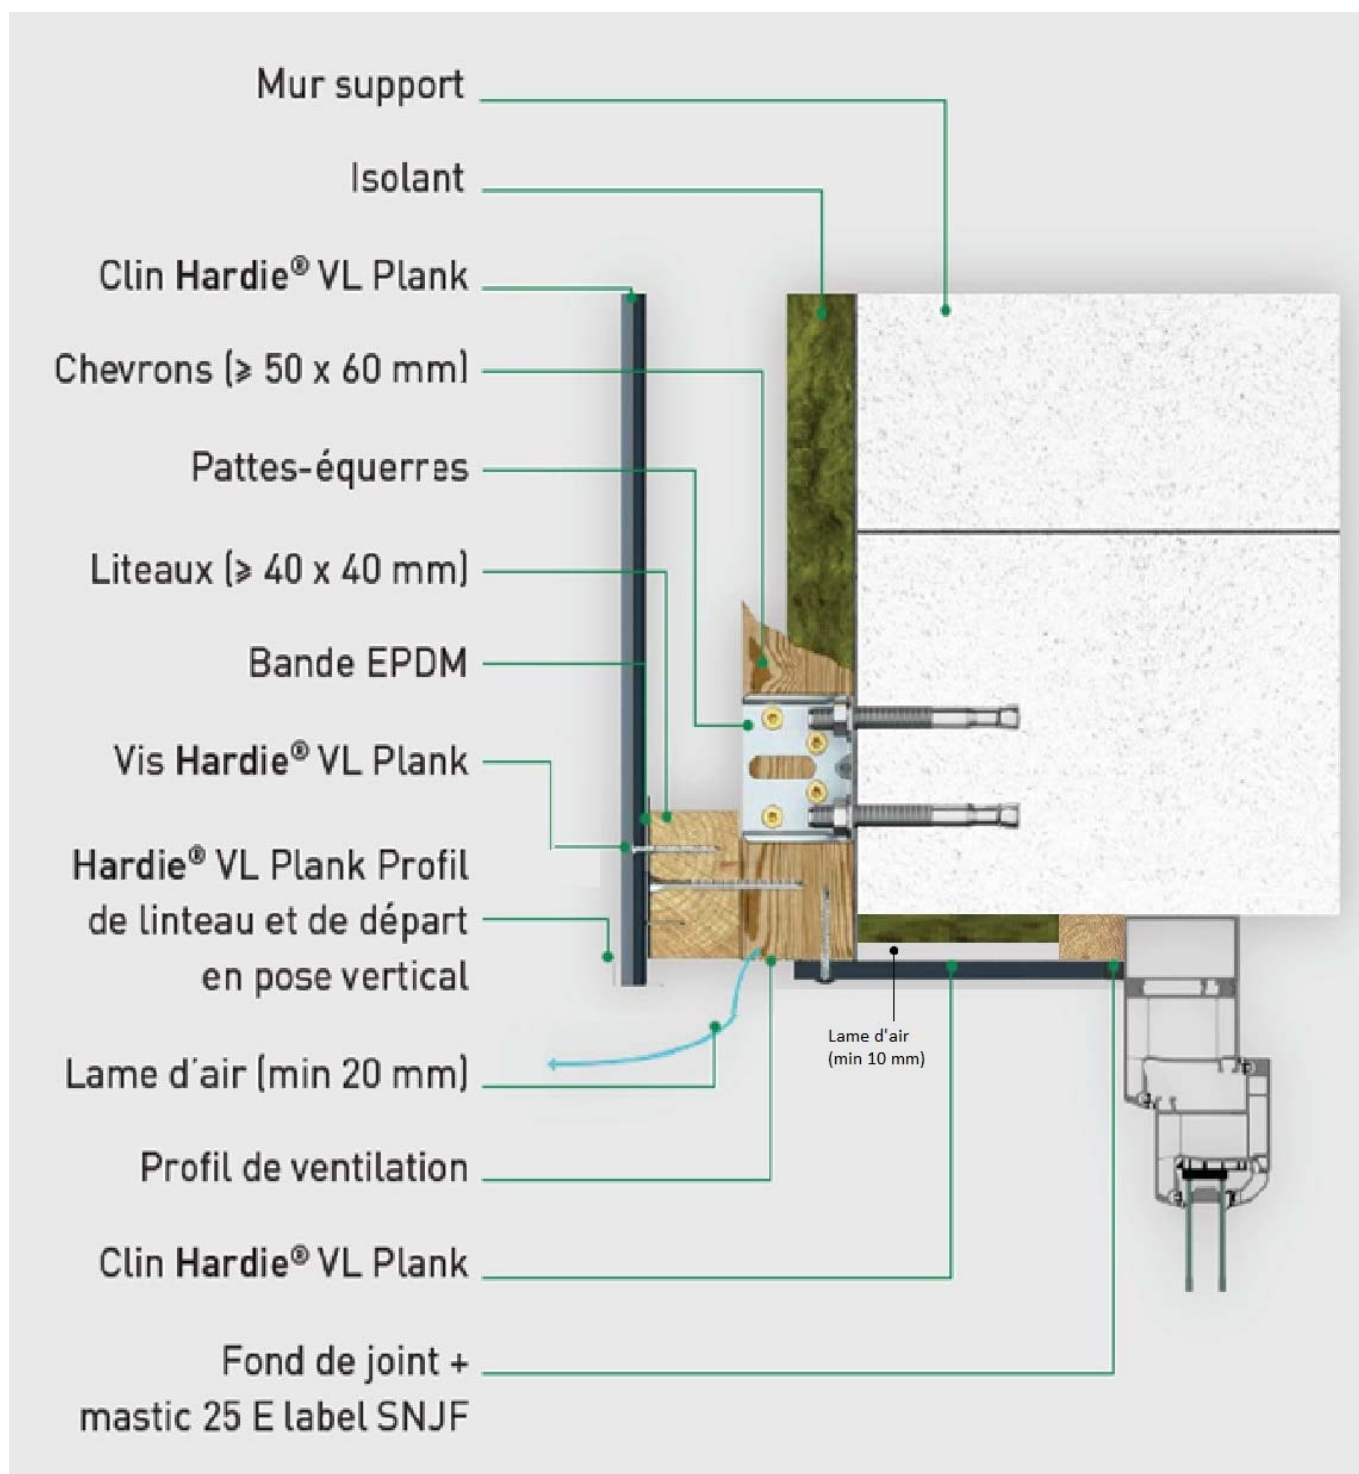 Mur support
Isolant
Clin Hardie® VL Plank
Chevrons (⩾ 50 x 60 mm)
Pattes-équerres
Liteaux (⩾ 40 x 40 mm)
Bande EPDM
Vis Hardie® VL Plank
Hardie® VL Plank Profil
de linteau et de départ
en pose vertical
Lame d'air
(min 10 mm)
Lame d’air (min 20 mm)
Profil de ventilation
Clin Hardie® VL Plank
Fond de joint +
mastic 25 E label SNJF